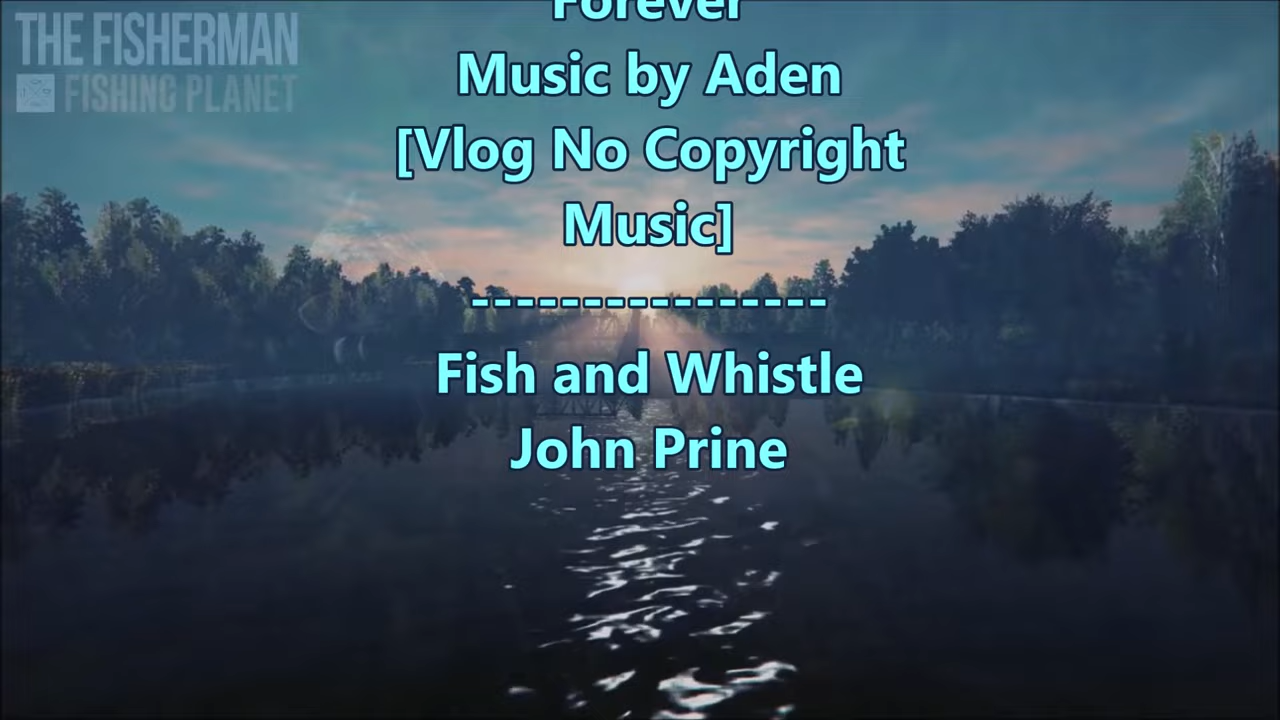 THE FISHERMAN
FISHING PLANET
Forever
Music by Aden
[Vlog No Copyright
Music]
----------------
Fish and Whistle
John Prine